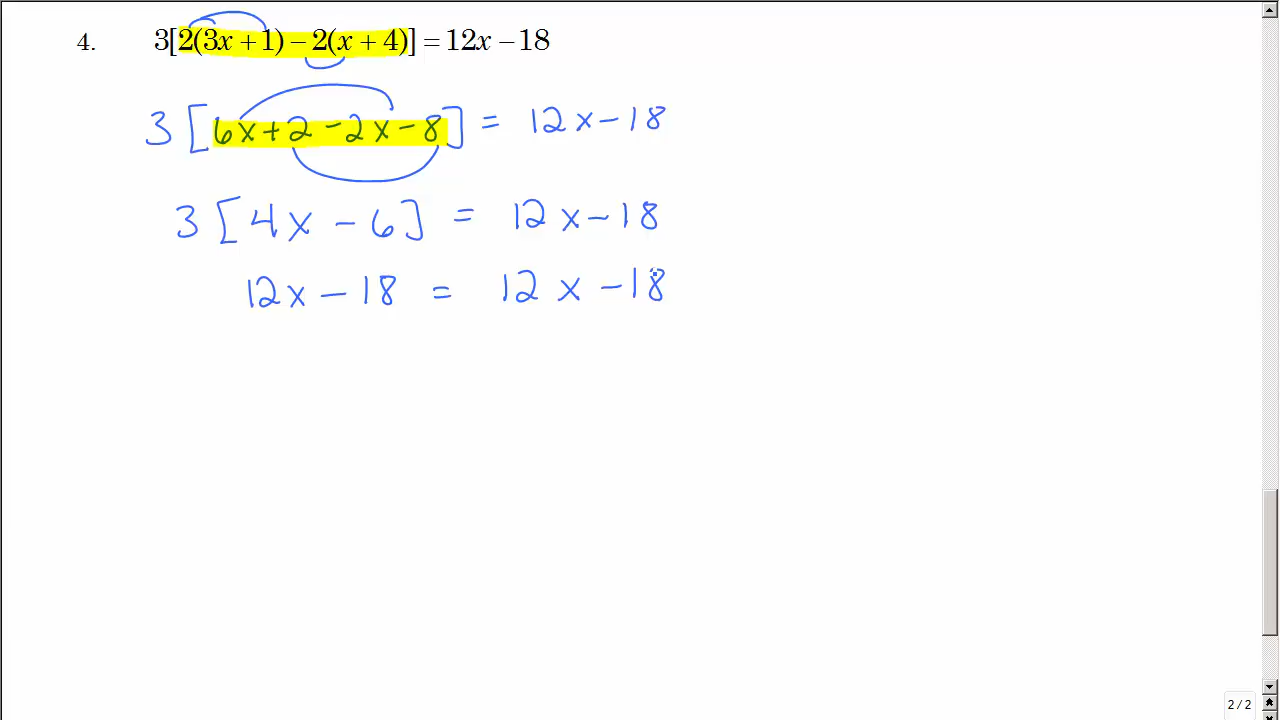 4. 3[2(3x+1)−2(x+4)]=12x−18
3[6x+2−2x−8] = 12x−18
3[4x−6] = 12x−18
12x−18 = 12x−18
2/2